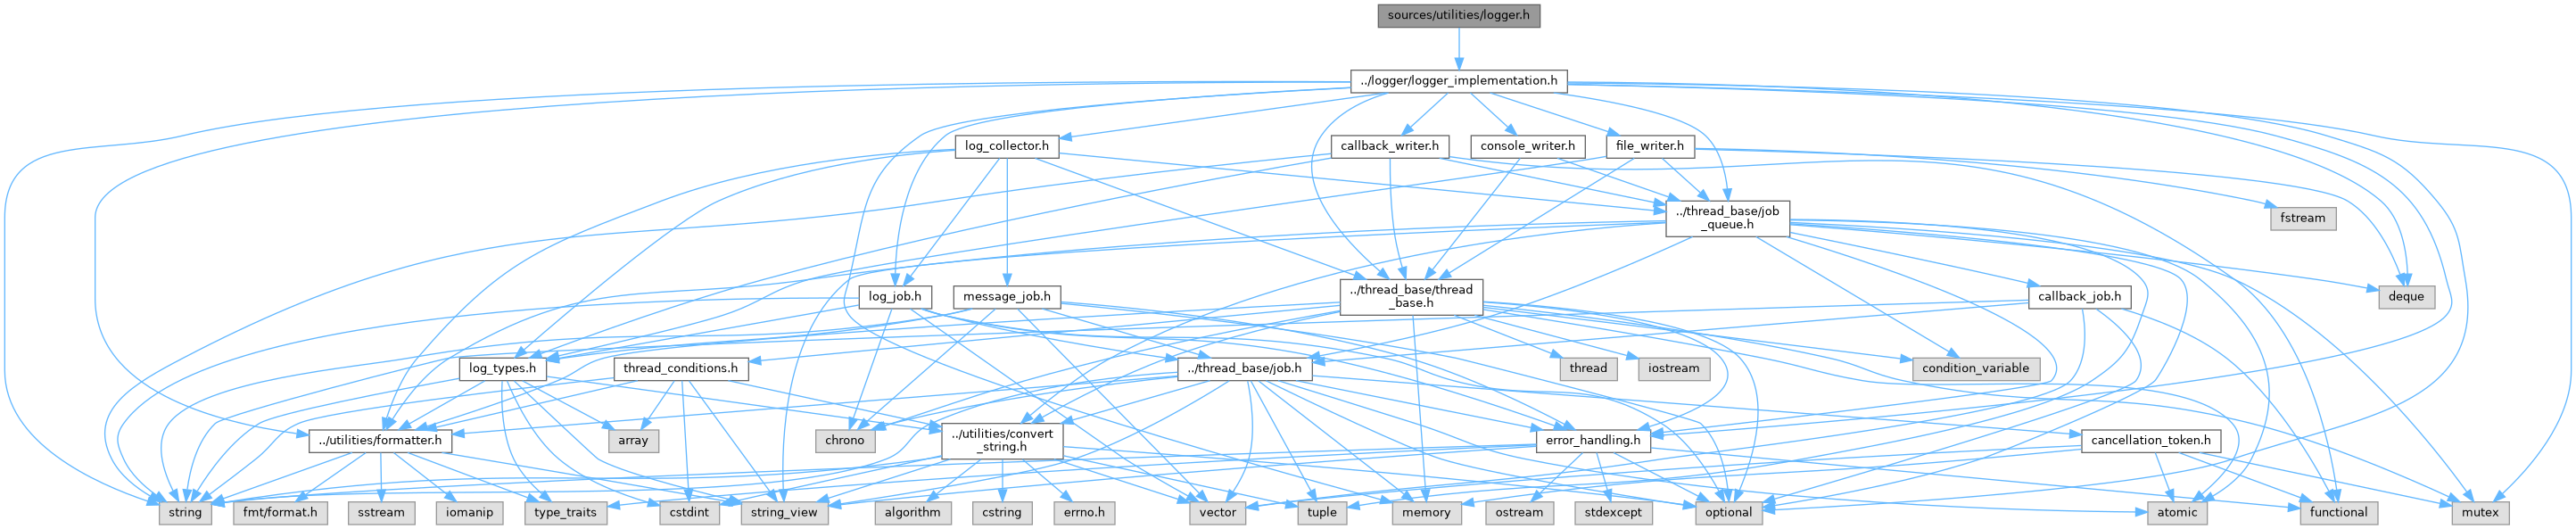 sources/utilities/logger.h
../logger/logger_implementation.h
log_collector.h
callback_writer.h
console_writer.h
file_writer.h
../thread_base/job
_queue.h
fstream
log_job.h
message_job.h
../thread_base/thread
_base.h
callback_job.h
deque
log_types.h
thread_conditions.h
../thread_base/job.h
thread
iostream
condition_variable
../utilities/formatter.h
array
chrono
../utilities/convert
_string.h
error_handling.h
cancellation_token.h
string
fmt/format.h
sstream
iomanip
type_traits
cstdint
string_view
algorithm
cstring
errno.h
vector
tuple
memory
ostream
stdexcept
optional
atomic
functional
mutex